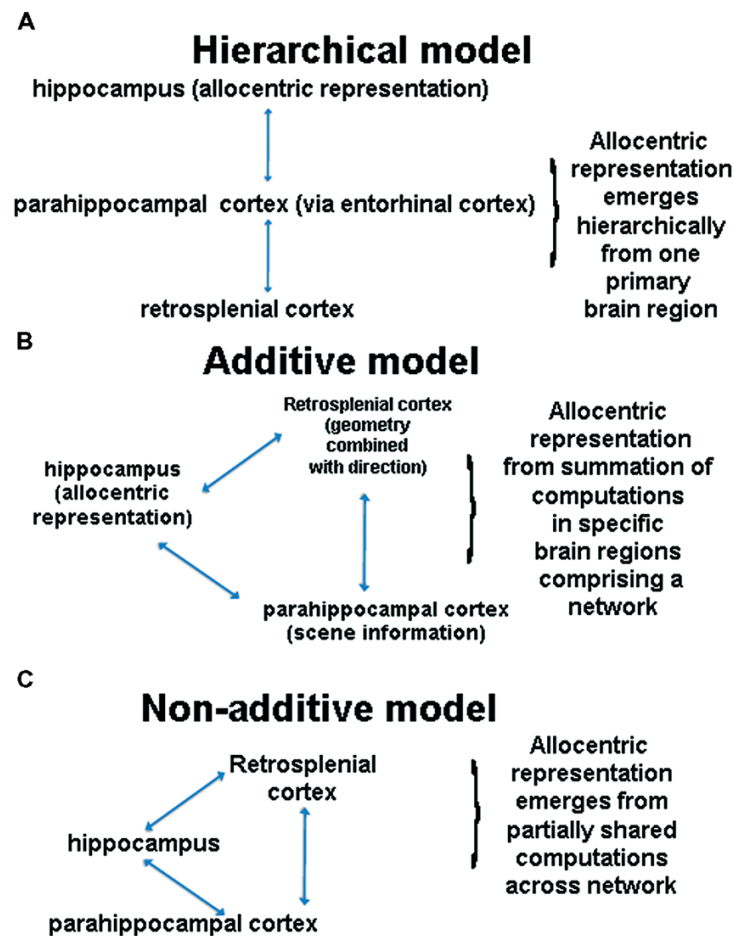 A
Hierarchical model
hippocampus (allocentric representation)
parahippocampal cortex (via entorhinal cortex)
retrosplenial cortex
Allocentric
representation
emerges
hierarchically
from one
primary
brain region
B
Additive model
Retrosplenial cortex
(geometry
combined
with direction)
hippocampus
(allocentric
representation)
parahippocampal cortex
(scene information)
Allocentric
representation
from summation of
computations
in specific
brain regions
comprising a
network
C
Non-additive model
Retrosplenial
cortex
hippocampus
parahippocampal cortex
Allocentric
representation
emerges from
partially shared
computations
across network